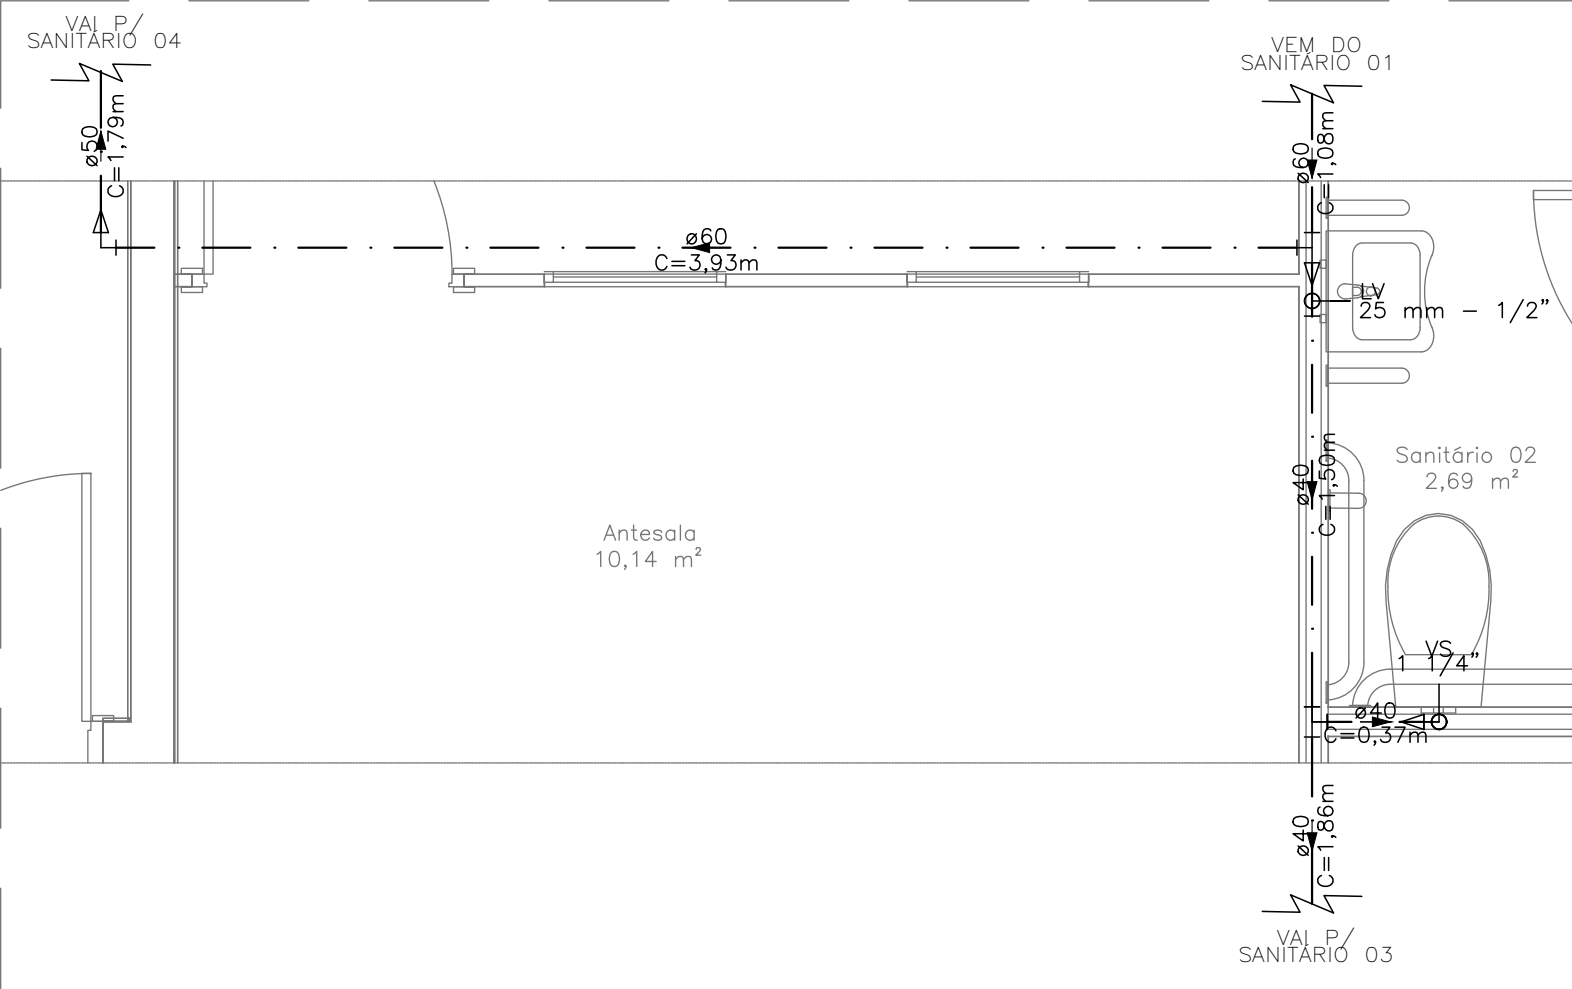 VAI P/
SANITÁRIO 04
VEM DO
SANITÁRIO 01
ø50
C=1,79m
ø60
C=1,08m
ø60
C=3,93m
LV
25 mm - 1/2"
ø40
C=1,50m
Sanitário 02
2,69 m²
Antesala
10,14 m²
VS
1 1/4"
ø40
C=0,37m
ø40
C=1,86m
VAI P/
SANITÁRIO 03